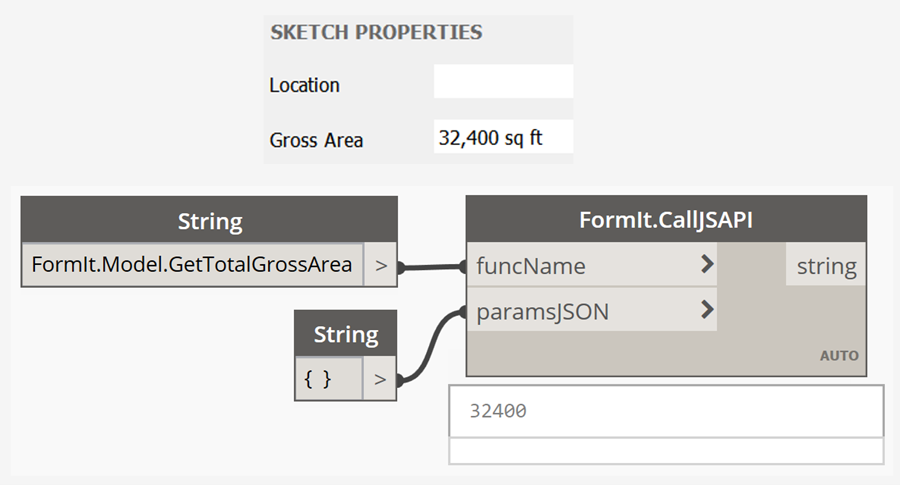 SKETCH PROPERTIES
Location
Gross Area 32,400 sq ft
String
FormIt.Model.GetTotalGrossArea >
String
{ } >
FormIt.CallJSAPI
funcName > string
paramsJSON >
AUTO
32400